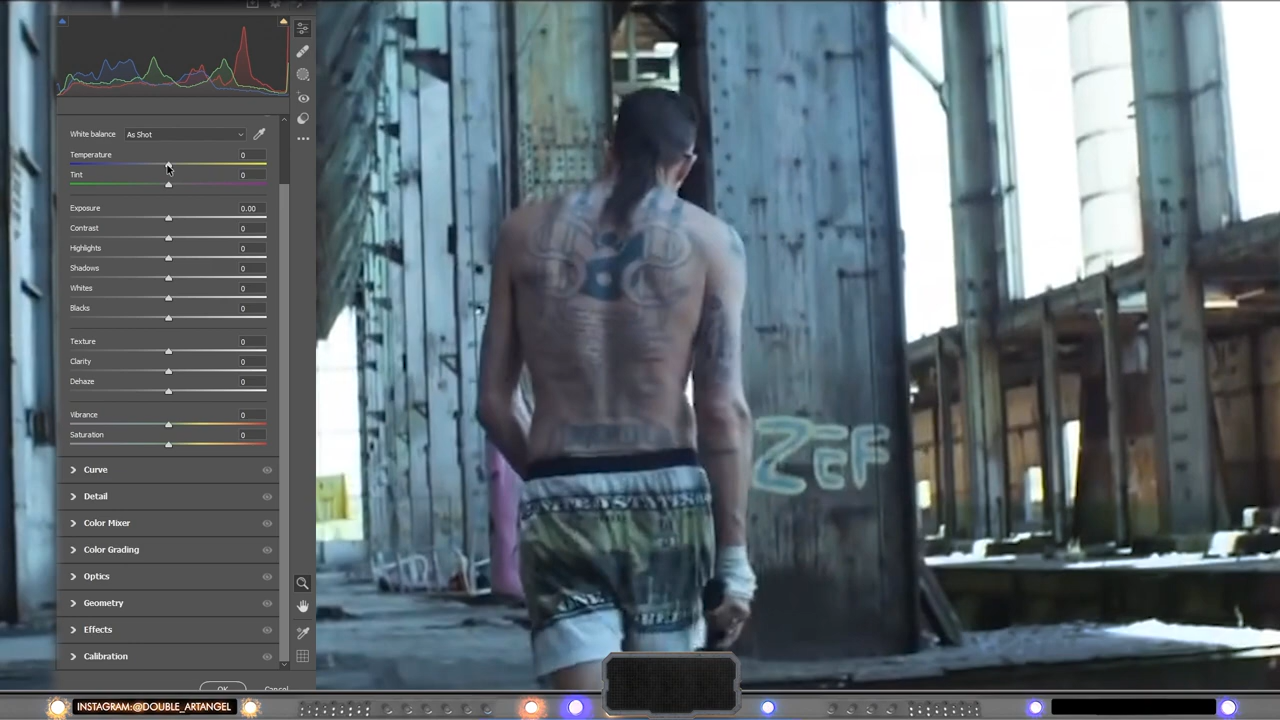 White balance As Shot
Temperature 0
Tint 0
Exposure 0.00
Contrast 0
Highlights 0
Shadows 0
Whites 0
Blacks 0
Texture 0
Clarity 0
Dehaze 0
Vibrance 0
Saturation 0
Curve
Detail
Color Mixer
Color Grading
Optics
Geometry
Effects
Calibration
OK Cancel
ZEF
INSTAGRAM:@DOUBLE_ARTANGEL